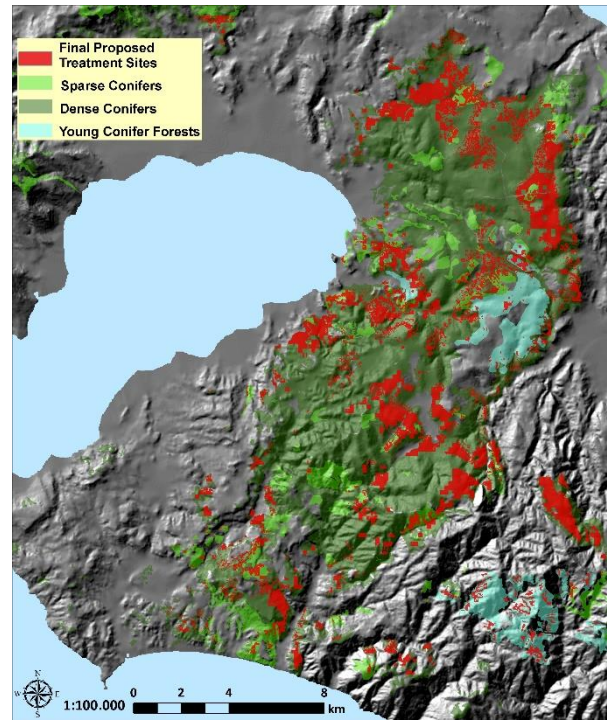 Final Proposed
Treatment Sites
Sparse Conifers
Dense Conifers
Young Conifer Forests
N
W E
S
1:100.000 0 2 4 8
km